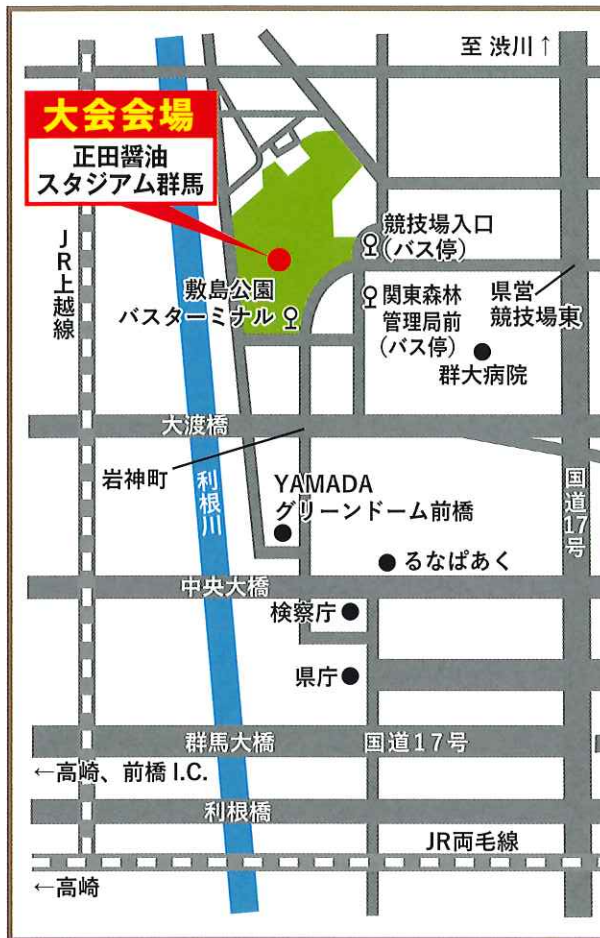 至 渋川↑
大会会場
正田醤油
スタジアム群馬
競技場入口
(バス停)
JR上越線
敷島公園
バスターミナル
関東森林
管理局前
(バス停)
県営
競技場東
群大病院
大渡橋
岩神町
利根川
YAMADA
グリーンドーム前橋
国道17号
るなぱあく
中央大橋
検察庁
県庁
群馬大橋
国道17号
←高崎、前橋 I.C.
利根橋
JR両毛線
←高崎